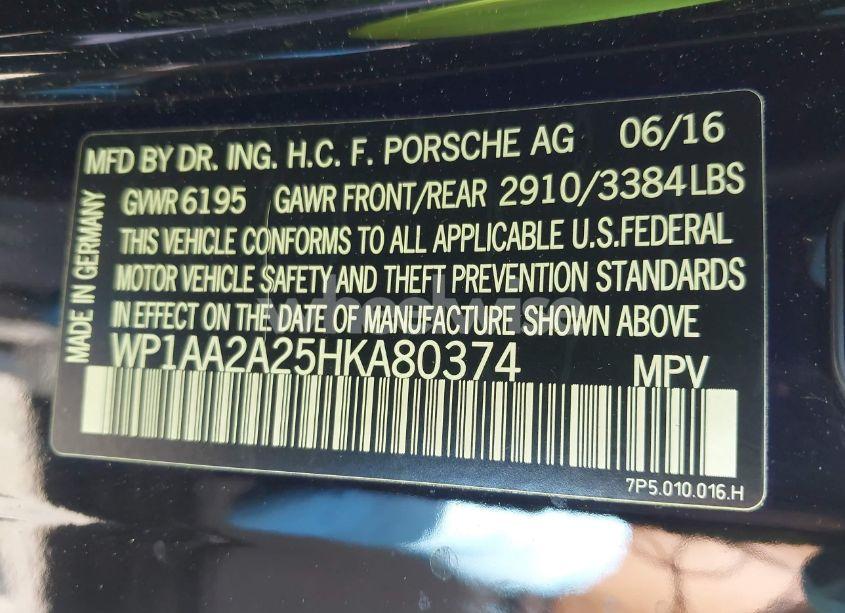 MFD BY DR. ING. H.C. F. PORSCHE AG 06/16
GVWR 6195 GAWR FRONT/REAR 2910/3384LBS
THIS VEHICLE CONFORMS TO ALL APPLICABLE U.S.FEDERAL
MOTOR VEHICLE SAFETY AND THEFT PREVENTION STANDARDS
IN EFFECT ON THE DATE OF MANUFACTURE SHOWN ABOVE
WP1AA2A25HKA80374 MPV
7P5.010.016.H
MADE IN GERMANY